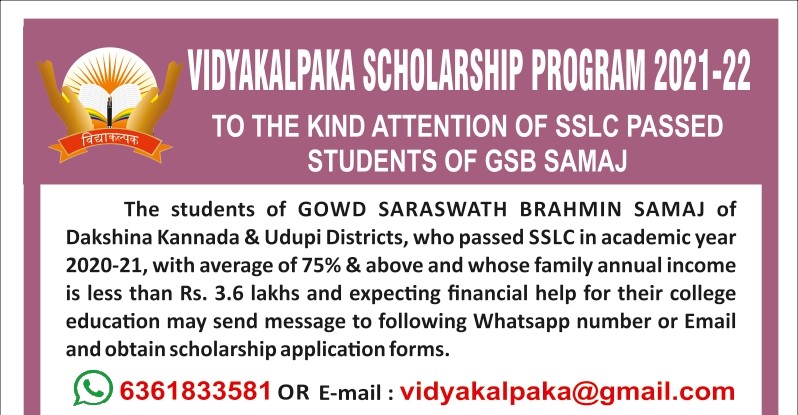 VIDYAKALPAKA SCHOLARSHIP PROGRAM 2021-22
विद्याकल्पक
TO THE KIND ATTENTION OF SSLC PASSED
STUDENTS OF GSB SAMAJ
The students of GOWD SARASWATH BRAHMIN SAMAJ of
Dakshina Kannada & Udupi Districts, who passed SSLC in academic year
2020-21, with average of 75% & above and whose family annual income
is less than Rs. 3.6 lakhs and expecting financial help for their college
education may send message to following Whatsapp number or Email
and obtain scholarship application forms.
6361833581 OR E-mail : vidyakalpaka@gmail.com